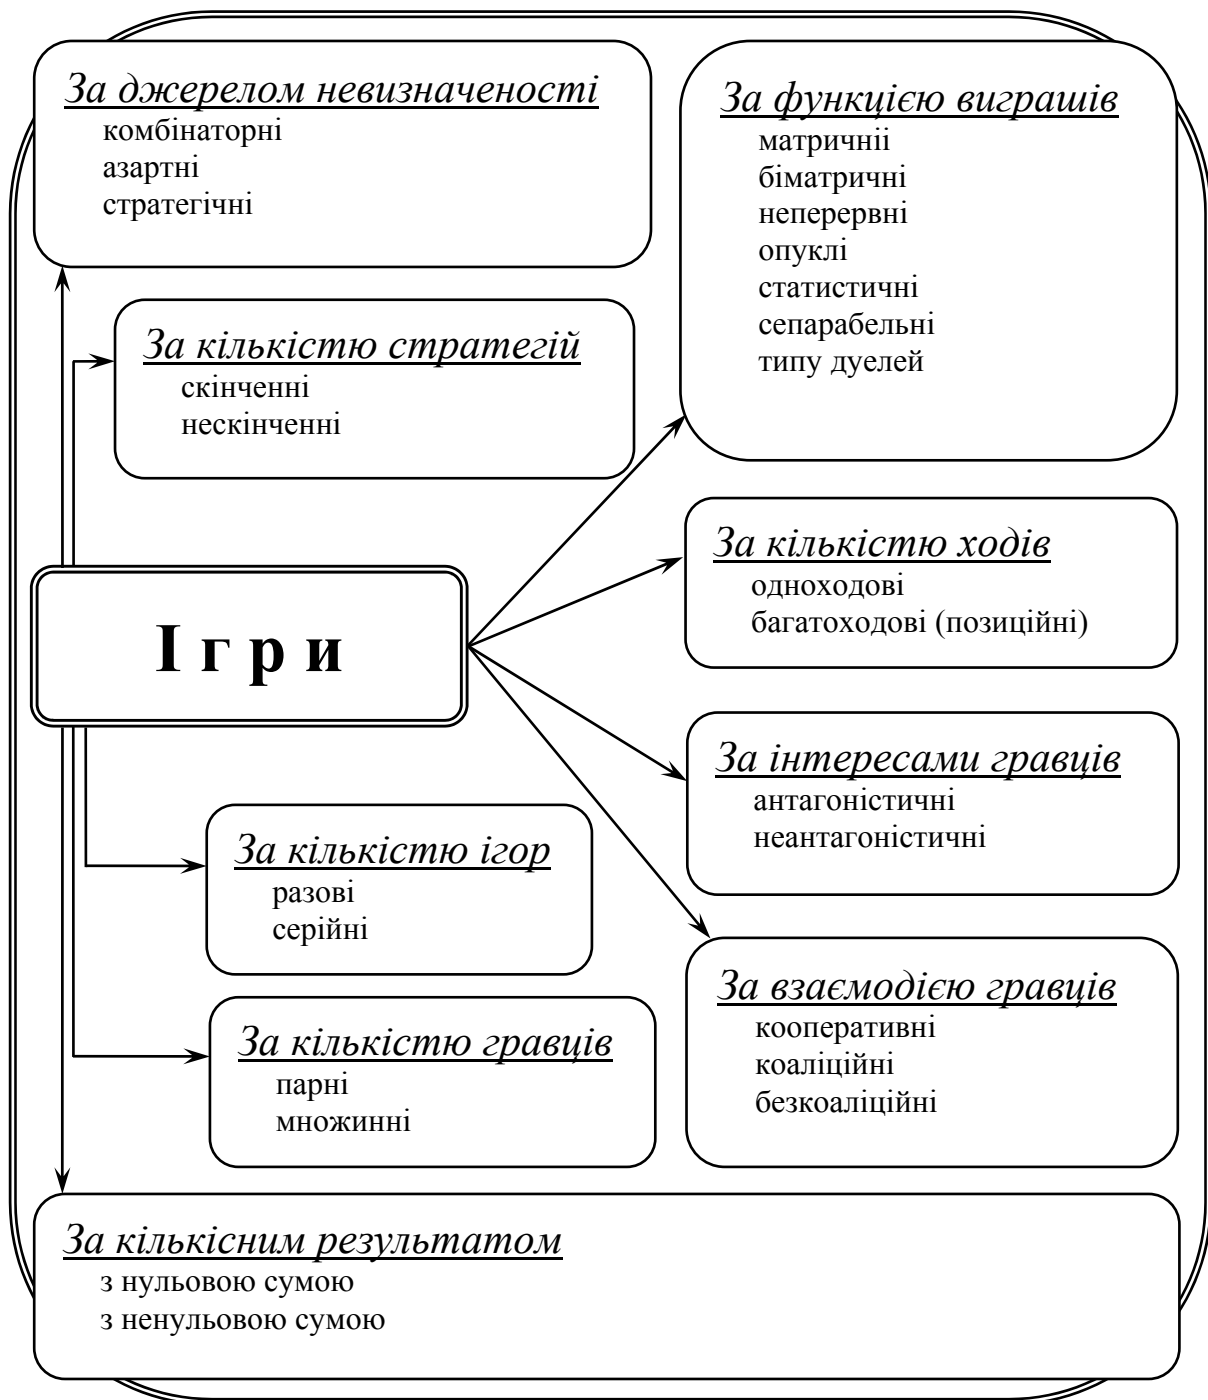 За джерелом невизначеності
комбінаторні
азартні
стратегічні
За функцією виграшів
матричніі
біматричні
неперервні
опуклі
статистичні
сепарабельні
типу дуелей
За кількістю стратегій
скінченні
нескінченні
За кількістю ходів
одноходові
багатоходові (позиційні)
І г р и
За інтересами гравців
антагоністичні
неантагоністичні
За кількістю ігор
разові
серійні
За взаємодією гравців
кооперативні
коаліційні
безкоаліційні
За кількістю гравців
парні
множинні
За кількісним результатом
з нульовою сумою
з ненульовою сумою